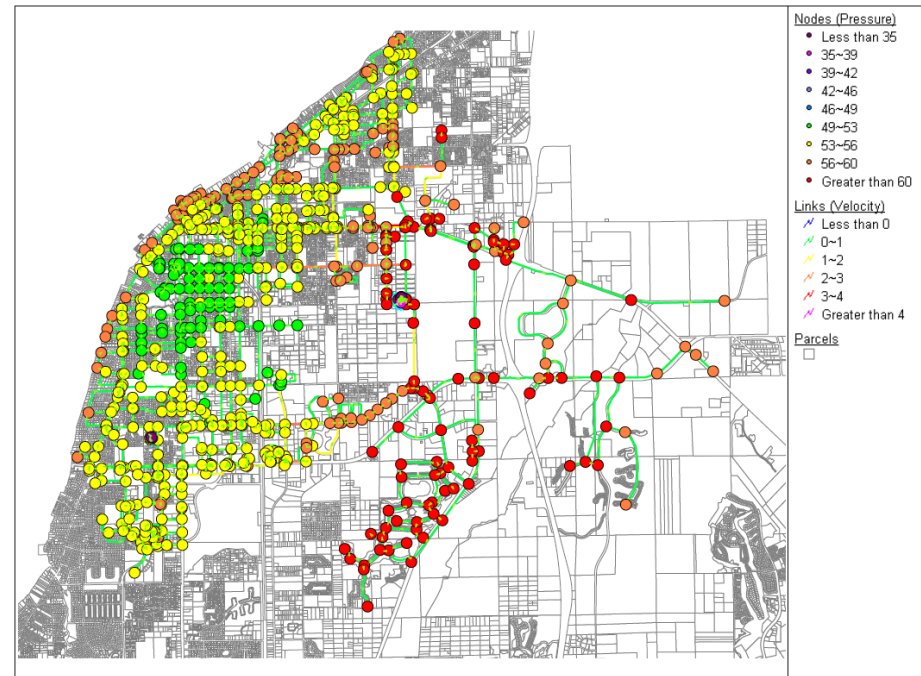 Nodes (Pressure)
Less than 35
35~39
39~42
42~46
46~49
49~53
53~56
56~60
Greater than 60
Links (Velocity)
Less than 0
0~1
1~2
2~3
3~4
Greater than 4
Parcels